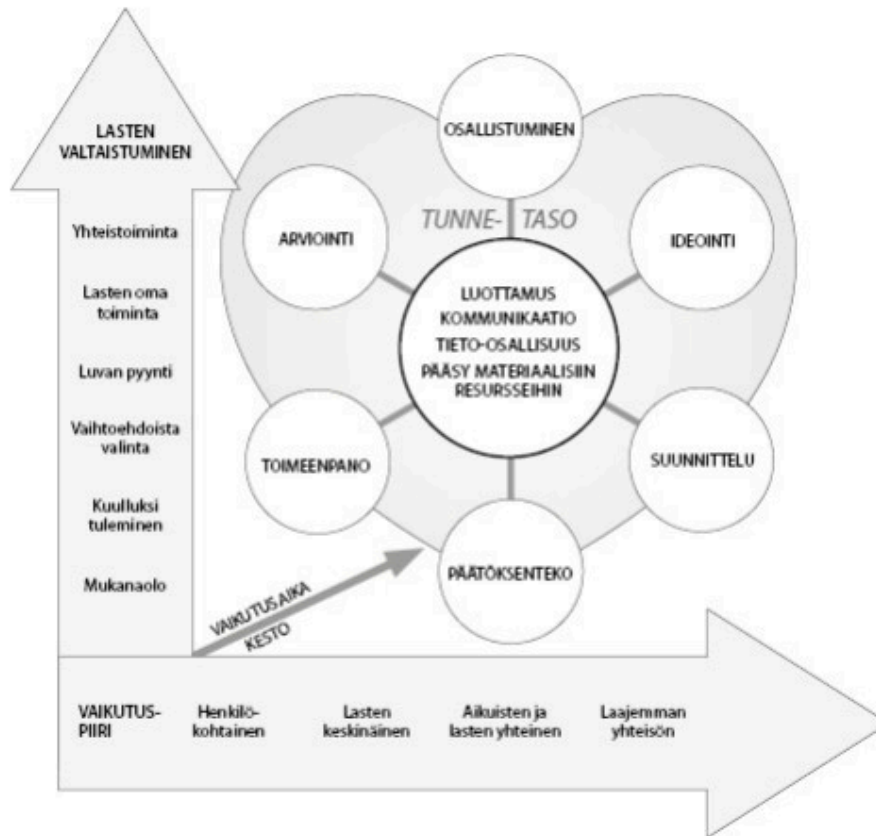 LASTEN
VALTAISTUMINEN
Yhteistoiminta
Lasten oma
toiminta
Luvan pyynti
Vaihtoehdoista
valinta
Kuulluksi
tuleminen
Mukanaolo
OSALLISTUMINEN
TUNNE- TASO
ARVIOINTI
IDEOINTI
LUOTTAMUS
KOMMUNIKAATIO
TIETO-OSALLISUUS
PÄÄSY MATERIAALISIIN
RESURSSEIHIN
TOIMEENPANO
SUUNNITTELU
PÄÄTÖKSENTEKO
VAIKUTUSAIKA
KESTO
VAIKUTUS-
PIIRI
Henkilö-
kohtainen
Lasten
keskinäinen
Aikuisten ja
lasten yhteinen
Laajemman
yhteisön